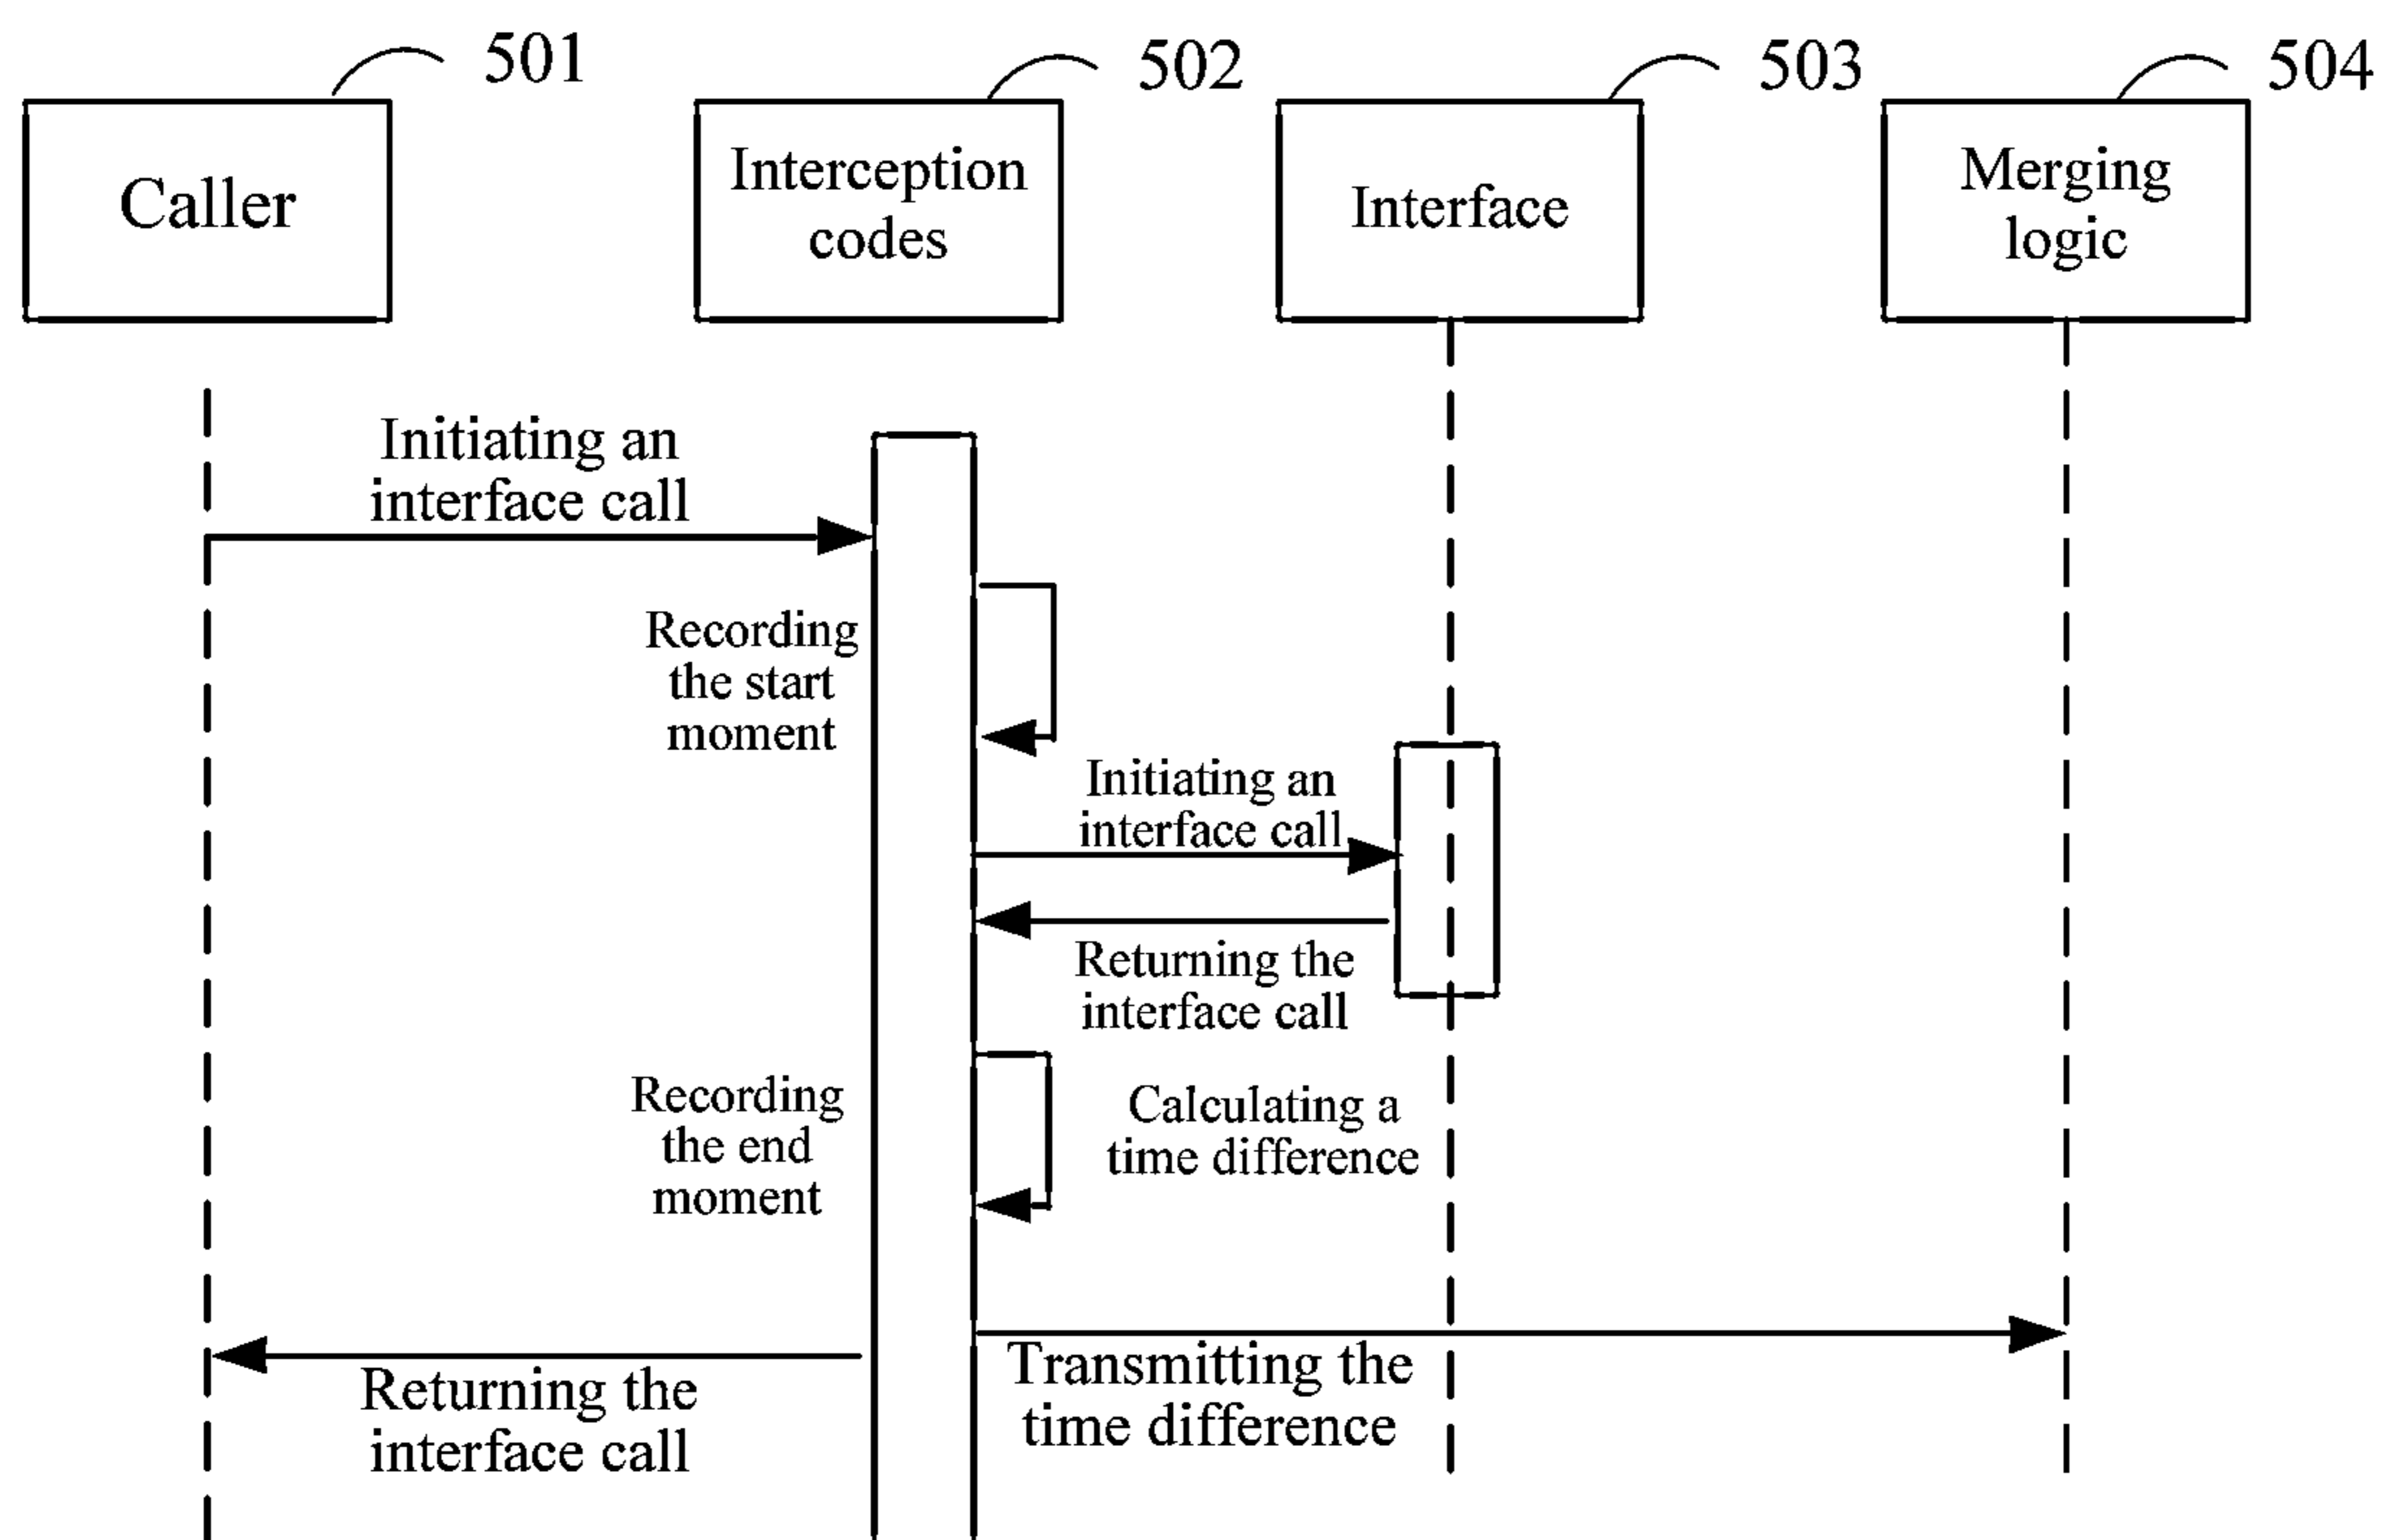 501
502
503
504
Caller
Interception
codes
Interface
Merging
logic
Initiating an
interface call
Recording
the start
moment
Initiating an
interface call
Returning the
interface call
Recording
the end
moment
Calculating a
time difference
Transmitting the
time difference
Returning the
interface call